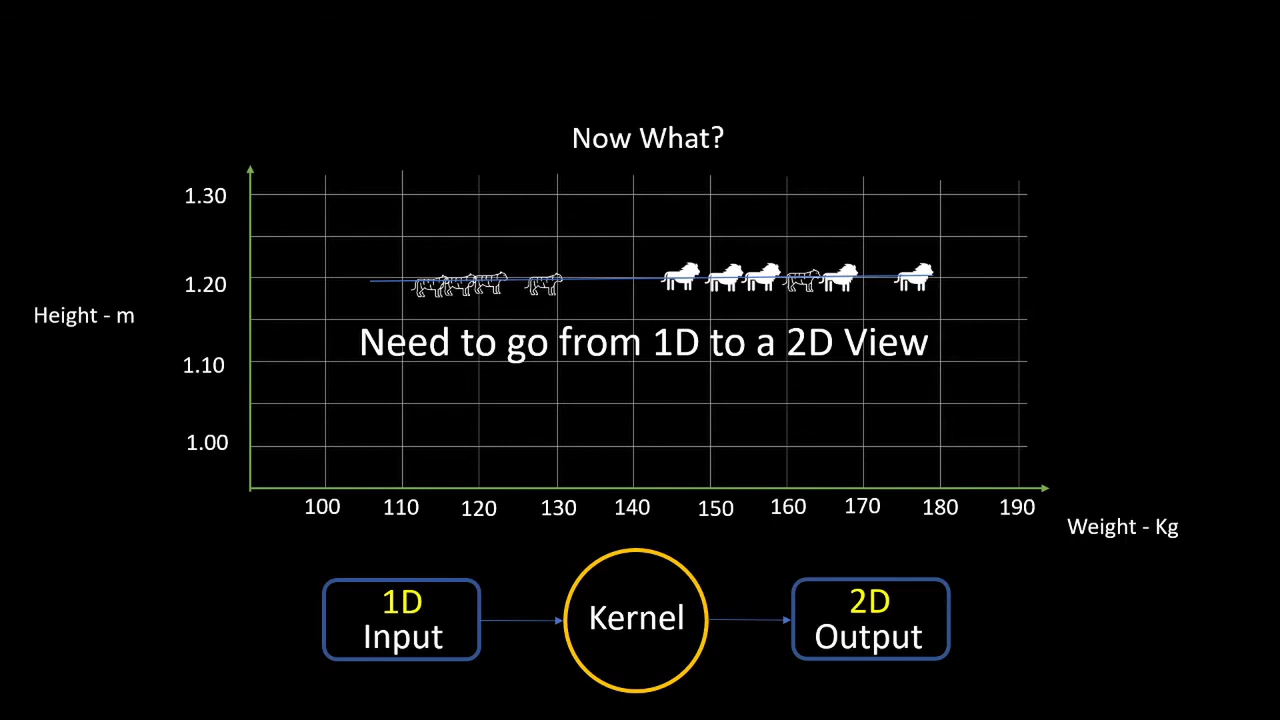 Now What?
1.30
1.20
Height - m
Need to go from 1D to a 2D View
1.10
1.00
100 110 120 130 140 150 160 170 180 190
Weight - Kg
1D
Input
Kernel
2D
Output